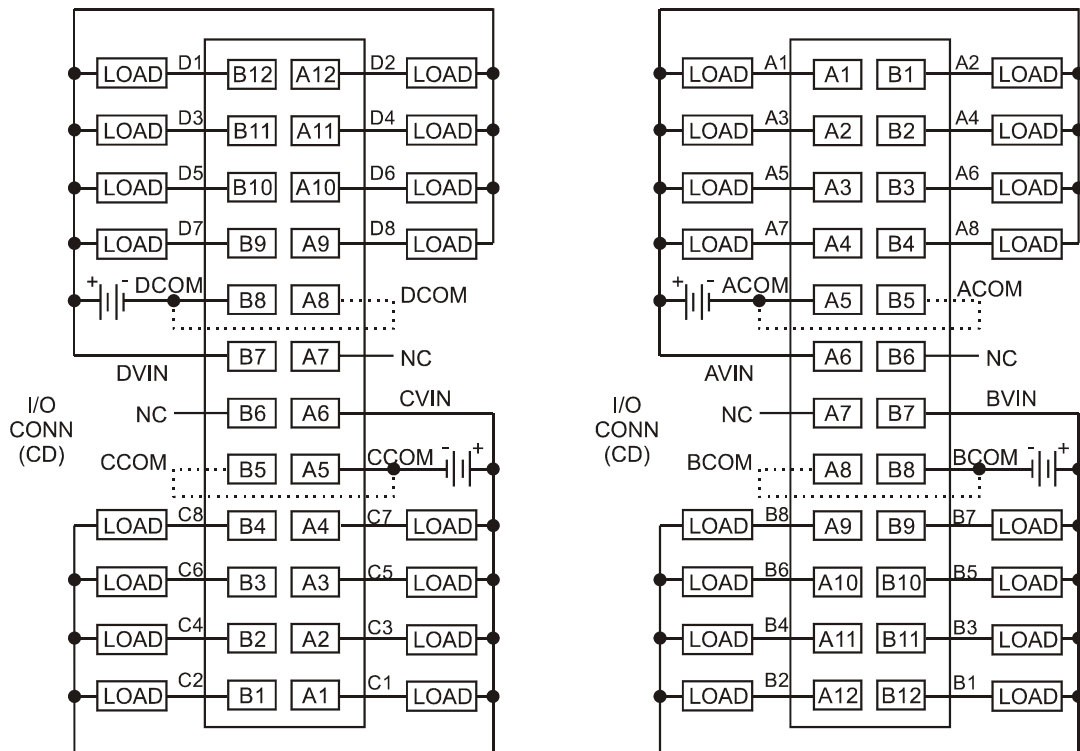 LOAD D1 B12 A12 D2 LOAD
LOAD D3 B11 A11 D4 LOAD
LOAD D5 B10 A10 D6 LOAD
LOAD D7 B9 A9 D8 LOAD
+ - DCOM B8 A8 DCOM
DVIN B7 A7 NC
I/O
CONN
(CD)
NC B6 A6 CVIN
CCOM B5 A5 CCOM - +
LOAD C8 B4 A4 C7 LOAD
LOAD C6 B3 A3 C5 LOAD
LOAD C4 B2 A2 C3 LOAD
LOAD C2 B1 A1 C1 LOAD
LOAD A1 A1 B1 A2 LOAD
LOAD A3 A2 B2 A4 LOAD
LOAD A5 A3 B3 A6 LOAD
LOAD A7 A4 B4 A8 LOAD
+ - ACOM A5 B5 ACOM
AVIN A6 B6 NC
I/O
CONN
(CD)
NC A7 B7 BVIN
BCOM A8 B8 BCOM - +
LOAD B8 A9 B9 B7 LOAD
LOAD B6 A10 B10 B5 LOAD
LOAD B4 A11 B11 B3 LOAD
LOAD B2 A12 B12 B1 LOAD